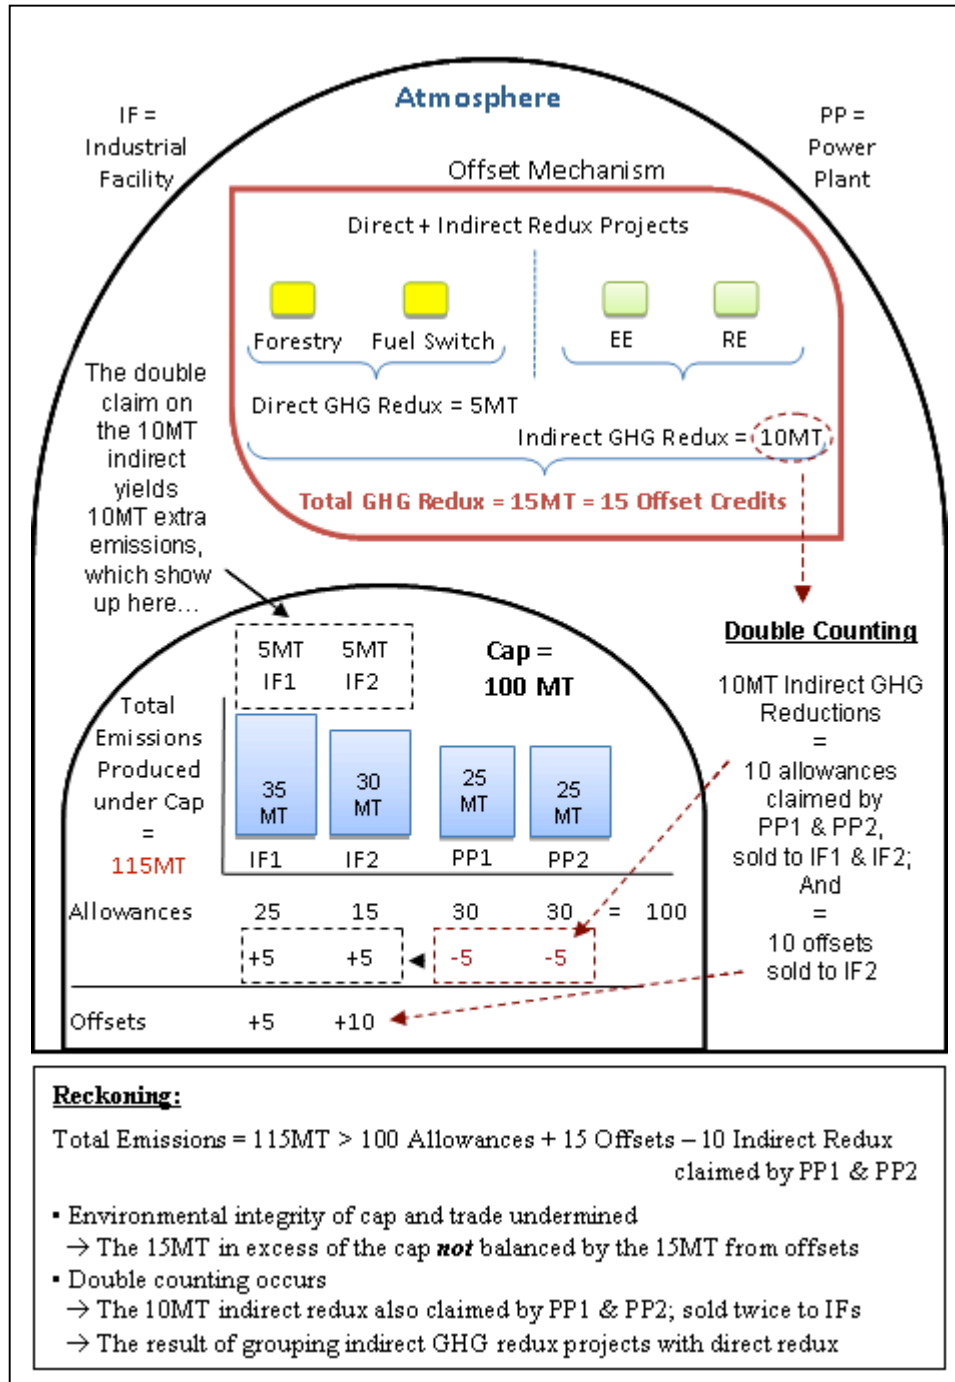 Atmosphere
IF =
Industrial
Facility
PP =
Power
Plant
Offset Mechanism
Direct + Indirect Redux Projects
Forestry Fuel Switch EE RE
Direct GHG Redux = 5MT
Indirect GHG Redux = 10MT
Total GHG Redux = 15MT = 15 Offset Credits
The double
claim on
the 10MT
indirect
yields
10MT extra
emissions,
which show
up here...
Double Counting
10MT Indirect GHG
Reductions
=
10 allowances
claimed by
PP1 & PP2,
sold to IF1 & IF2;
And
=
10 offsets
sold to IF2
5MT 5MT
IF1 IF2
Cap =
100 MT
Total
Emissions
Produced
under Cap
=
115MT
35
MT
30
MT
25
MT
25
MT
IF1 IF2 PP1 PP2
Allowances 25 15 30 30 = 100
+5 +5 -5 -5
Offsets +5 +10
Reckoning:
Total Emissions = 115MT > 100 Allowances + 15 Offsets – 10 Indirect Redux
claimed by PP1 & PP2
▪ Environmental integrity of cap and trade undermined
→ The 15MT in excess of the cap not balanced by the 15MT from offsets
▪ Double counting occurs
→ The 10MT indirect redux also claimed by PP1 & PP2; sold twice to IFs
→ The result of grouping indirect GHG redux projects with direct redux